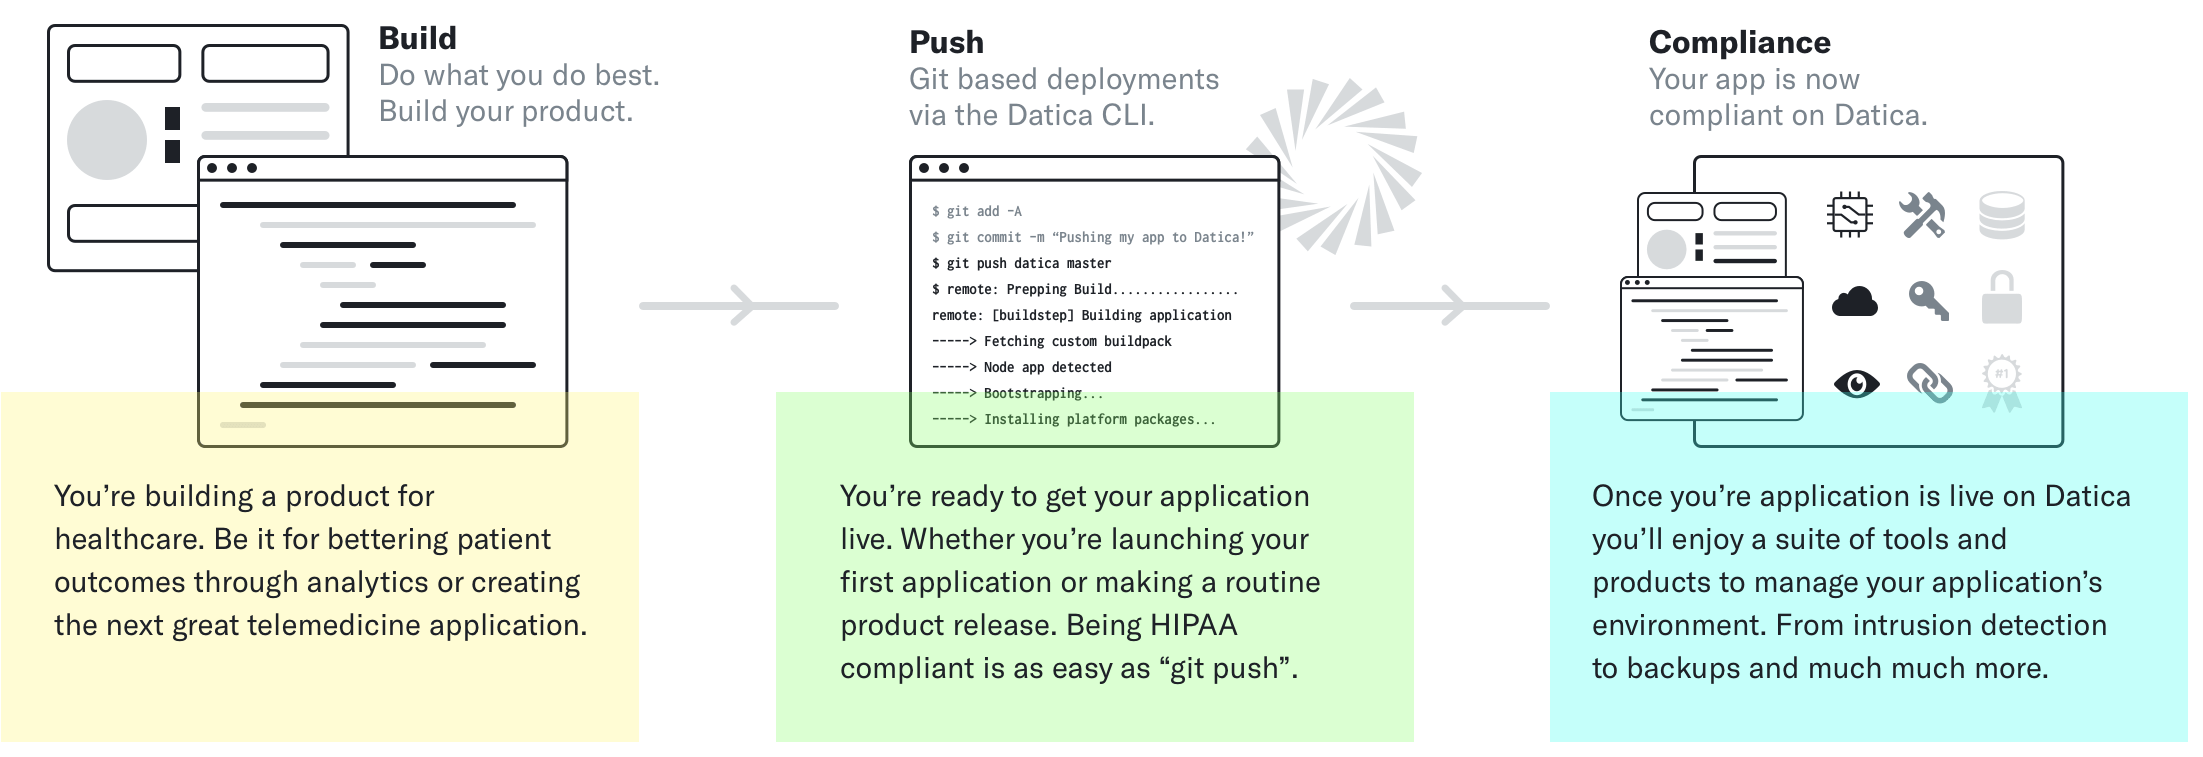 Build
Do what you do best.
Build your product.
Push
Git based deployments
via the Datica CLI.
$ git add -A
$ git commit -m “Pushing my app to Datica!”
$ git push datica master
$ remote: Prepping Build.................
remote: [buildstep] Building application
-----> Fetching custom buildpack
-----> Node app detected
-----> Bootstrapping...
-----> Installing platform packages...
Compliance
Your app is now
compliant on Datica.
#1
You’re building a product for
healthcare. Be it for bettering patient
outcomes through analytics or creating
the next great telemedicine application.
You’re ready to get your application
live. Whether you’re launching your
first application or making a routine
product release. Being HIPAA
compliant is as easy as “git push”.
Once you’re application is live on Datica
you’ll enjoy a suite of tools and
products to manage your application’s
environment. From intrusion detection
to backups and much much more.